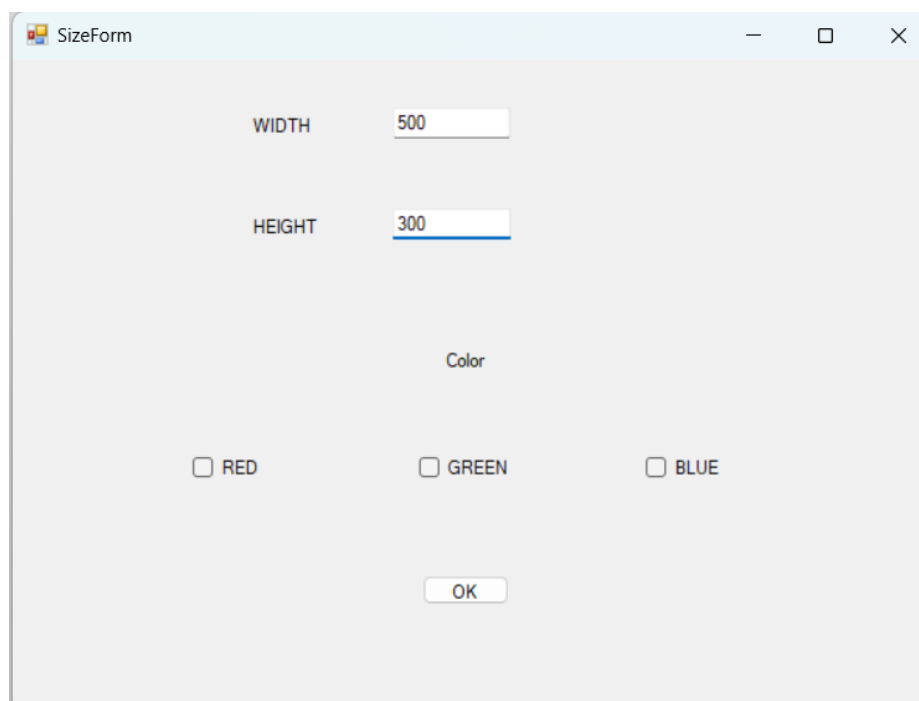 SizeForm
WIDTH 500
HEIGHT 300
Color
RED GREEN BLUE
OK